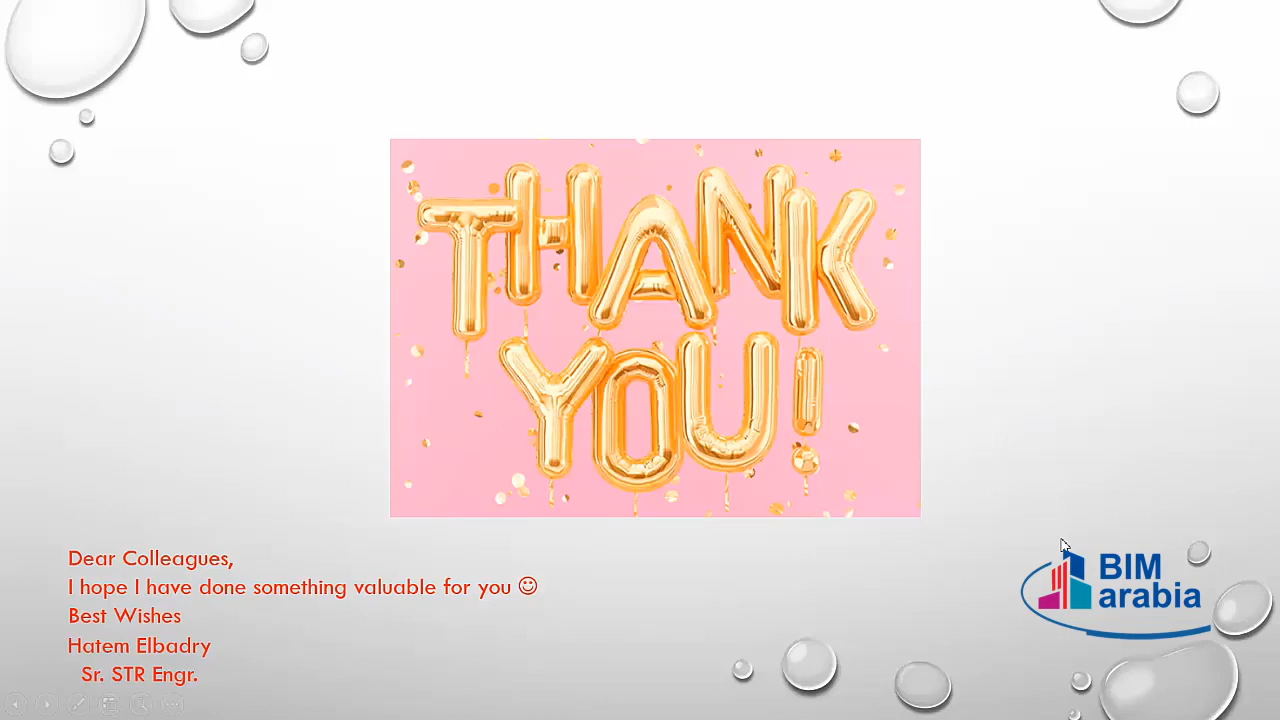 THANK
YOU!
Dear Colleagues,
I hope I have done something valuable for you ☺
Best Wishes
Hatem Elbadry
Sr. STR Engr.
BIM
arabia